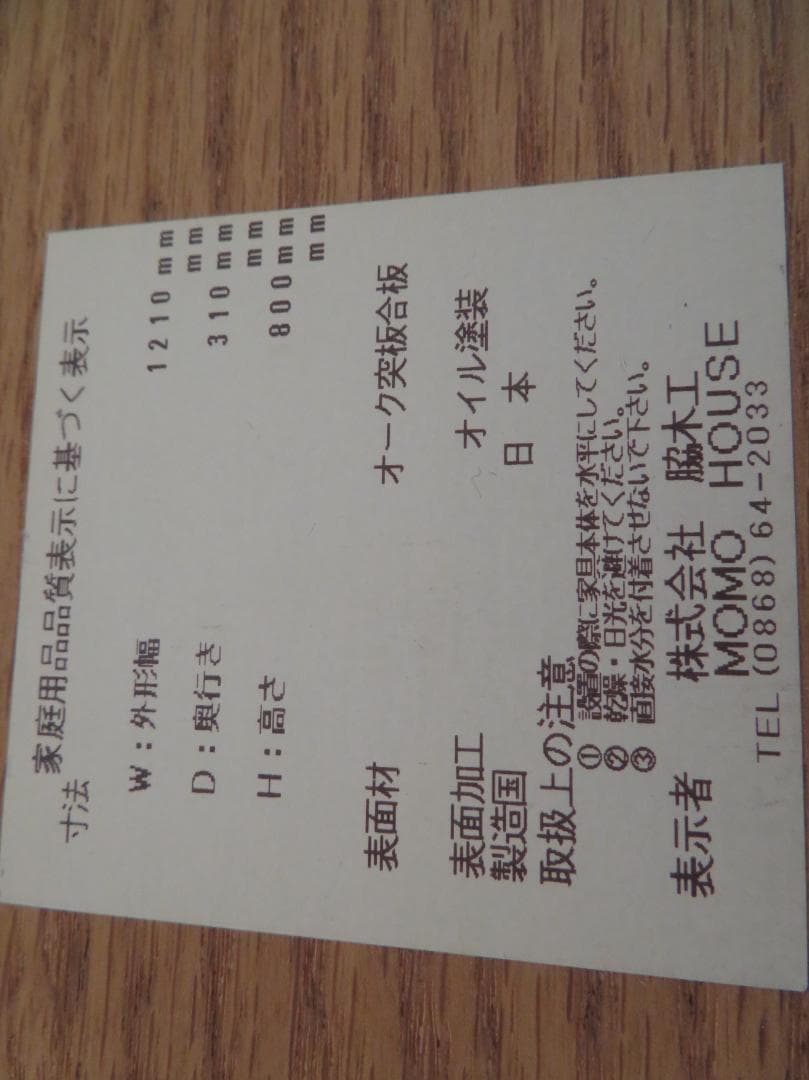 家庭用品品質表示に基づく表示
寸法
W：外形幅 1210mm
mm
D：奥行き 310mm
mm
H：高さ 800mm
mm
表面材 オーク突板合板
表面加工 オイル塗装
製造国 日本
取扱上の注意
① 設置の際に家具本体を水平にしてください。
② 乾燥・日光を避けてください。
③ 直接水分を付着させないで下さい。
表示者 株式会社 脇木工
MOMO HOUSE
TEL (0868) 64-2033